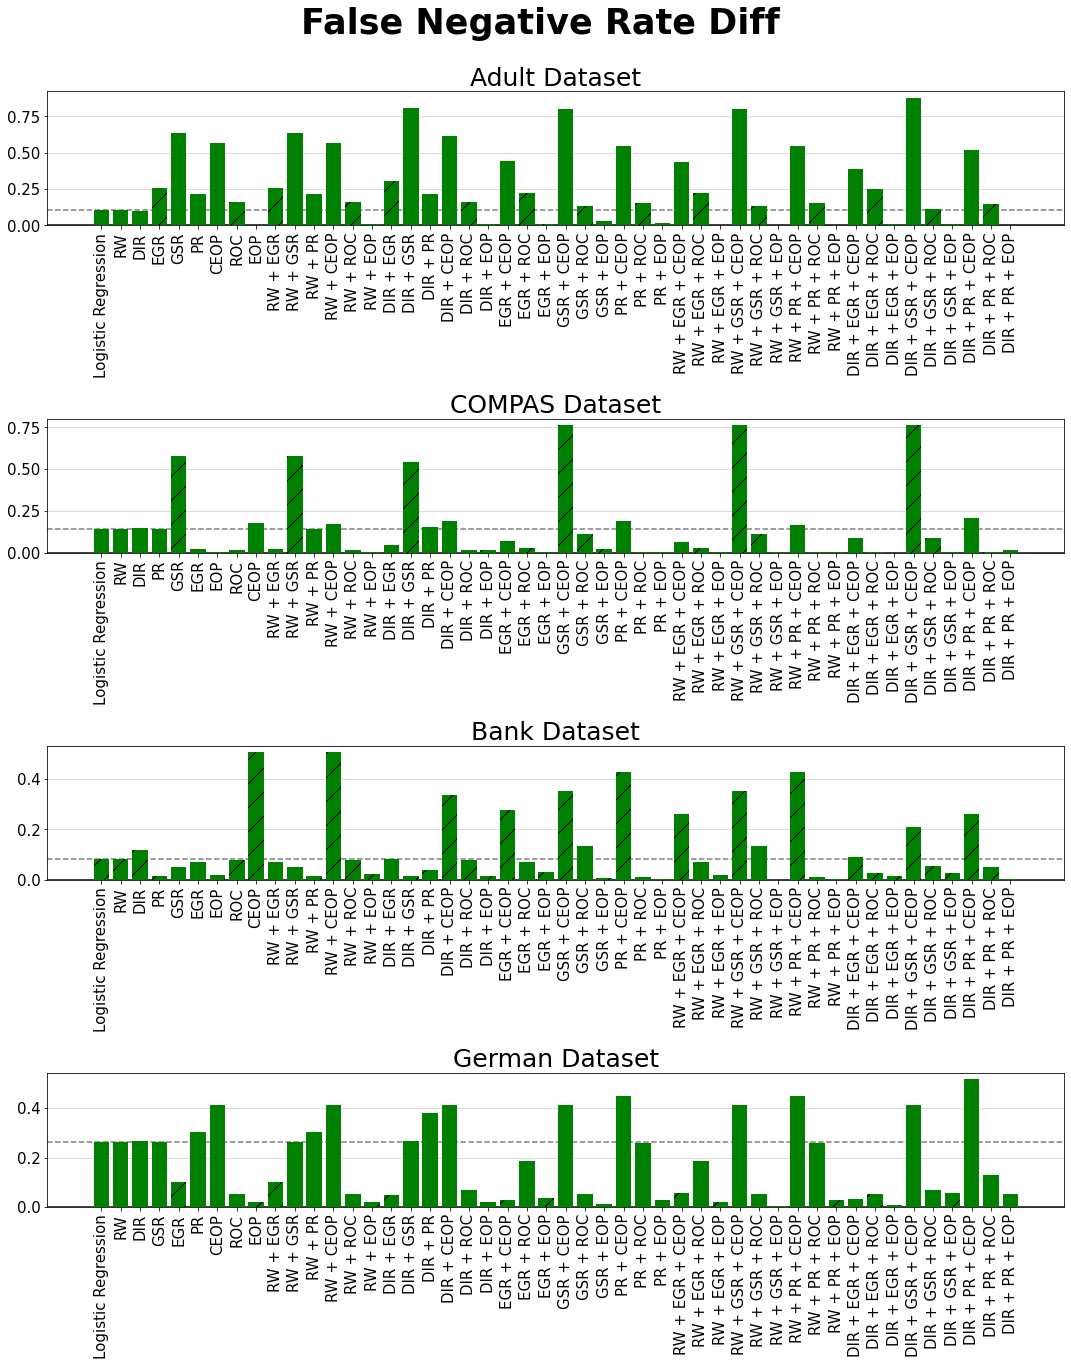 False Negative Rate Diff
Adult Dataset
0.75
0.50
0.25
0.00
Logistic Regression
RW
DIR
EGR
GSR
PR
CEOP
ROC
EOP
RW + EGR
RW + GSR
RW + PR
RW + CEOP
RW + ROC
RW + EOP
DIR + EGR
DIR + GSR
DIR + PR
DIR + CEOP
DIR + ROC
DIR + EOP
EGR + CEOP
EGR + ROC
EGR + EOP
GSR + CEOP
GSR + ROC
GSR + EOP
PR + CEOP
PR + ROC
PR + EOP
RW + EGR + CEOP
RW + EGR + ROC
RW + EGR + EOP
RW + GSR + CEOP
RW + GSR + ROC
RW + GSR + EOP
RW + PR + CEOP
RW + PR + ROC
RW + PR + EOP
DIR + EGR + CEOP
DIR + EGR + ROC
DIR + EGR + EOP
DIR + GSR + CEOP
DIR + GSR + ROC
DIR + GSR + EOP
DIR + PR + CEOP
DIR + PR + ROC
DIR + PR + EOP
COMPAS Dataset
0.75
0.50
0.25
0.00
Logistic Regression
RW
DIR
PR
GSR
EGR
EOP
ROC
CEOP
RW + EGR
RW + GSR
RW + PR
RW + CEOP
RW + ROC
RW + EOP
DIR + EGR
DIR + GSR
DIR + PR
DIR + CEOP
DIR + ROC
DIR + EOP
EGR + CEOP
EGR + ROC
EGR + EOP
GSR + CEOP
GSR + ROC
GSR + EOP
PR + CEOP
PR + ROC
PR + EOP
RW + EGR + CEOP
RW + EGR + ROC
RW + EGR + EOP
RW + GSR + CEOP
RW + GSR + ROC
RW + GSR + EOP
RW + PR + CEOP
RW + PR + ROC
RW + PR + EOP
DIR + EGR + CEOP
DIR + EGR + ROC
DIR + EGR + EOP
DIR + GSR + CEOP
DIR + GSR + ROC
DIR + GSR + EOP
DIR + PR + CEOP
DIR + PR + ROC
DIR + PR + EOP
Bank Dataset
0.4
0.2
0.0
Logistic Regression
RW
DIR
PR
GSR
EGR
EOP
ROC
CEOP
RW + EGR
RW + GSR
RW + PR
RW + CEOP
RW + ROC
RW + EOP
DIR + EGR
DIR + GSR
DIR + PR
DIR + CEOP
DIR + ROC
DIR + EOP
EGR + CEOP
EGR + ROC
EGR + EOP
GSR + CEOP
GSR + ROC
GSR + EOP
PR + CEOP
PR + ROC
PR + EOP
RW + EGR + CEOP
RW + EGR + ROC
RW + EGR + EOP
RW + GSR + CEOP
RW + GSR + ROC
RW + GSR + EOP
RW + PR + CEOP
RW + PR + ROC
RW + PR + EOP
DIR + EGR + CEOP
DIR + EGR + ROC
DIR + EGR + EOP
DIR + GSR + CEOP
DIR + GSR + ROC
DIR + GSR + EOP
DIR + PR + CEOP
DIR + PR + ROC
DIR + PR + EOP
German Dataset
0.4
0.2
0.0
Logistic Regression
RW
DIR
GSR
EGR
PR
CEOP
ROC
EOP
RW + EGR
RW + GSR
RW + PR
RW + CEOP
RW + ROC
RW + EOP
DIR + EGR
DIR + GSR
DIR + PR
DIR + CEOP
DIR + ROC
DIR + EOP
EGR + CEOP
EGR + ROC
EGR + EOP
GSR + CEOP
GSR + ROC
GSR + EOP
PR + CEOP
PR + ROC
PR + EOP
RW + EGR + CEOP
RW + EGR + ROC
RW + EGR + EOP
RW + GSR + CEOP
RW + GSR + ROC
RW + GSR + EOP
RW + PR + CEOP
RW + PR + ROC
RW + PR + EOP
DIR + EGR + CEOP
DIR + EGR + ROC
DIR + EGR + EOP
DIR + GSR + CEOP
DIR + GSR + ROC
DIR + GSR + EOP
DIR + PR + CEOP
DIR + PR + ROC
DIR + PR + EOP